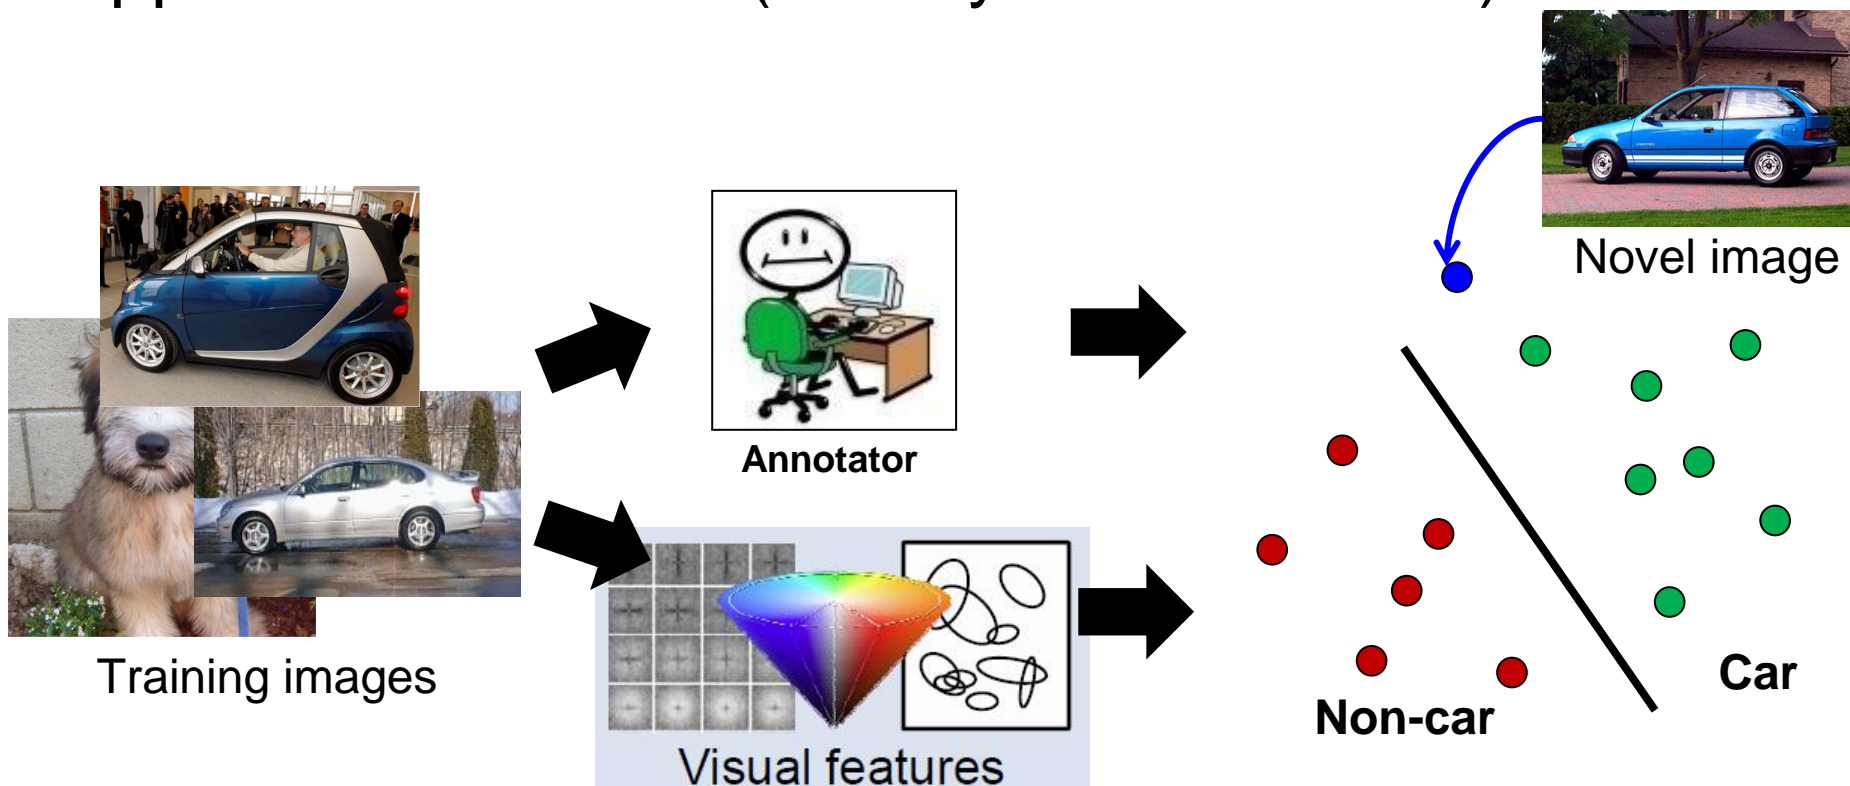 Novel image
Annotator
Training images
Car
Non-car
Visual features